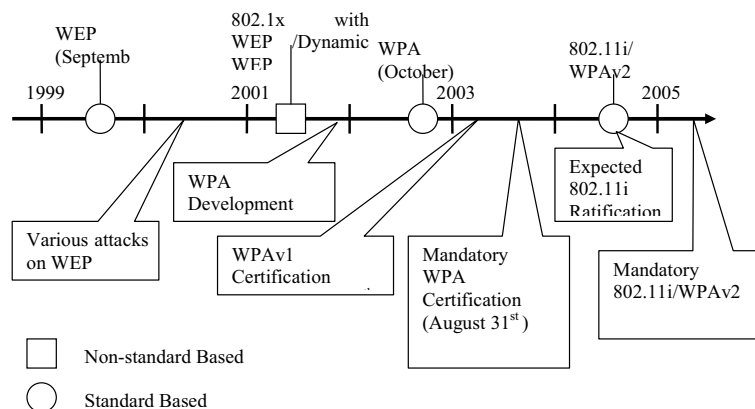 WEP
(Septemb
802.1x with
WEP /Dynamic
WEP
WPA
(October)
802.11i/
WPAv2
1999
2001
2003
2005
WPA
Development
Expected
802.11i
Ratification
Various attacks
on WEP
WPAv1
Certification
Mandatory
WPA
Certification
(August 31st)
Mandatory
802.11i/WPAv2
Non-standard Based
Standard Based